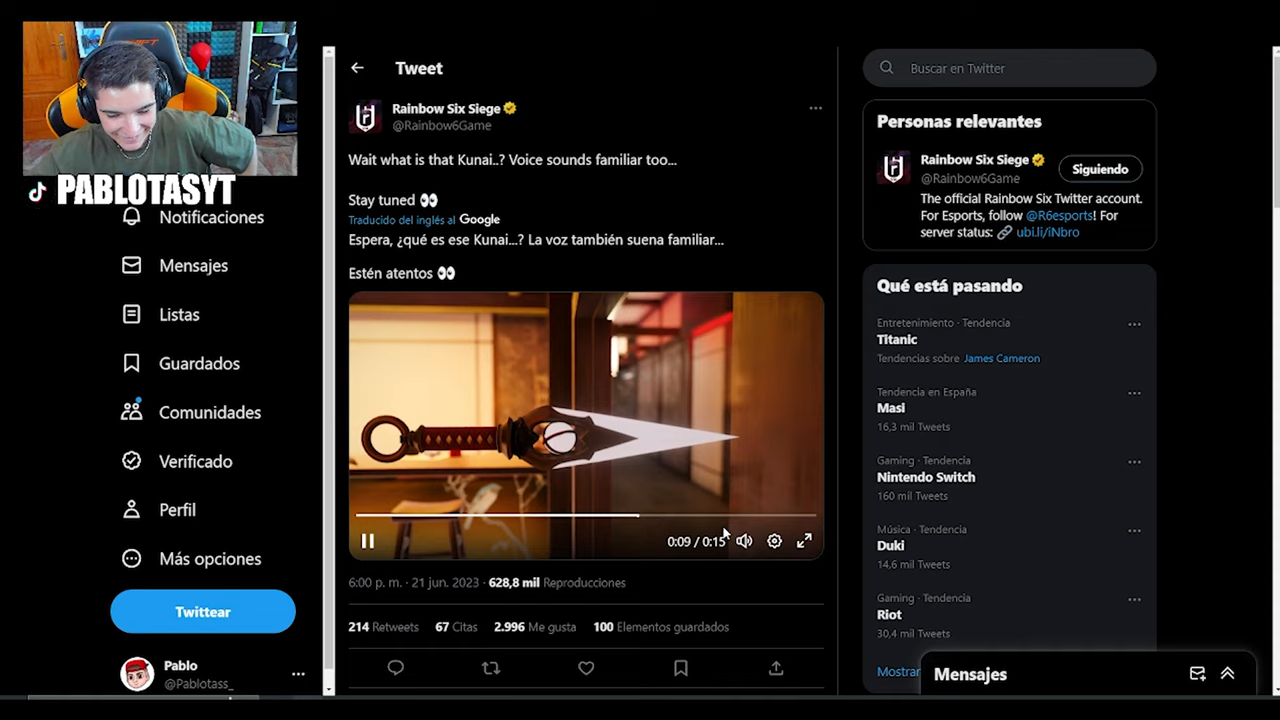 PABLOTASYT
Notificaciones
Mensajes
Listas
Guardados
Comunidades
Verificado
Perfil
Más opciones
Twittear
Pablo
@Pablotass_
Tweet
Rainbow Six Siege
@Rainbow6Game
Wait what is that Kunai..? Voice sounds familiar too...
Stay tuned 👀
Traducido del inglés al Google
Espera, ¿qué es ese Kunai...? La voz también suena familiar...
Estén atentos 👀
0:09 / 0:15
6:00 p. m. · 21 jun. 2023 · 628,8 mil Reproducciones
214 Retweets 67 Citas 2.996 Me gusta 100 Elementos guardados
Buscar en Twitter
Personas relevantes
Rainbow Six Siege
@Rainbow6Game
Siguiendo
The official Rainbow Six Twitter account.
For Esports, follow @R6esports! For
server status: 🔗 ubi.li/iNbro
Qué está pasando
Entretenimiento · Tendencia
Titanic
Tendencias sobre James Cameron
Tendencia en España
Masi
16,3 mil Tweets
Gaming · Tendencia
Nintendo Switch
160 mil Tweets
Música · Tendencia
Duki
14,6 mil Tweets
Gaming · Tendencia
Riot
30,4 mil Tweets
Mostrar
Mensajes